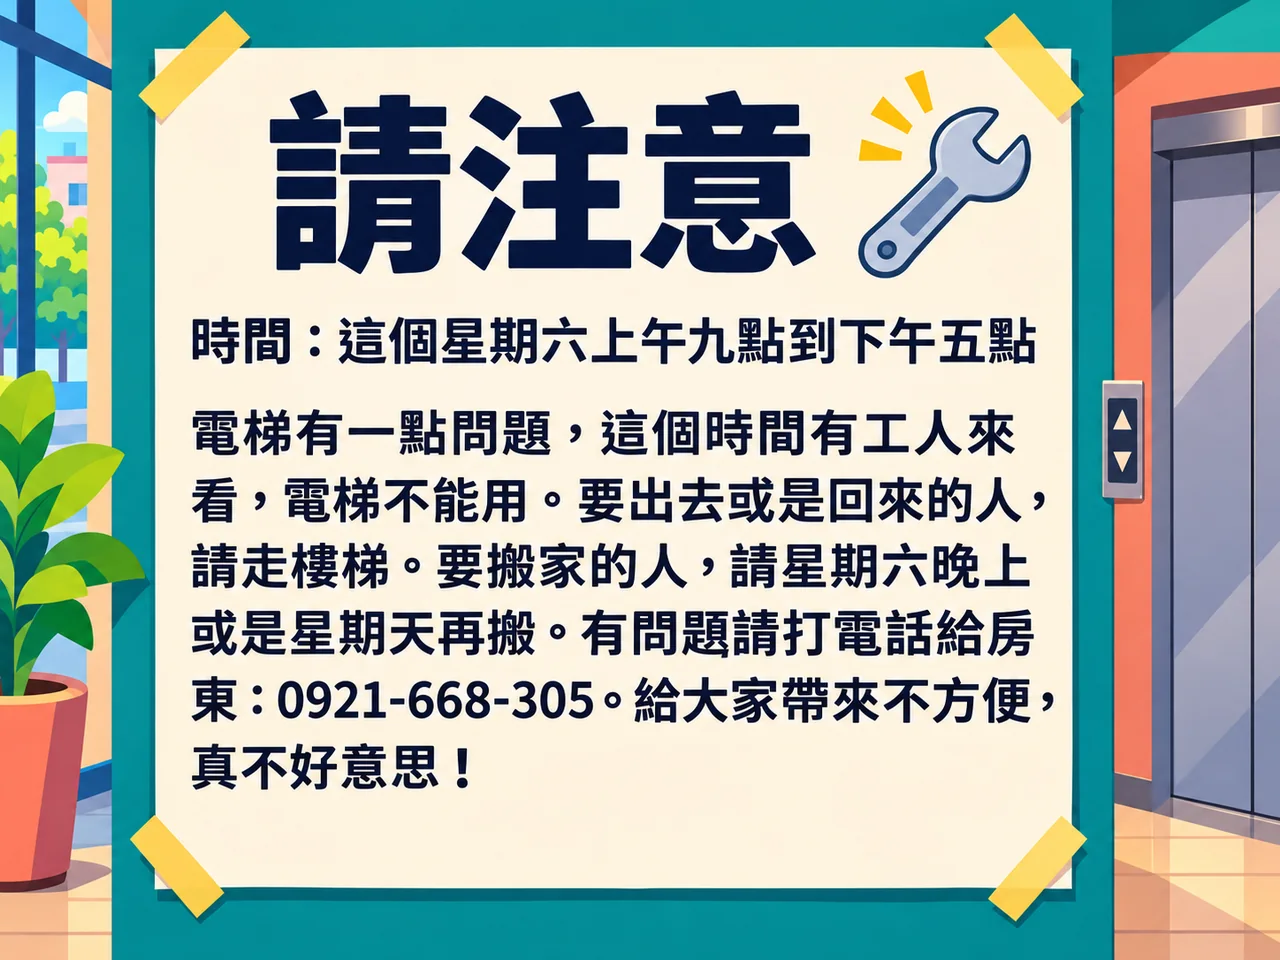 請注意
時間：這個星期六上午九點到下午五點
電梯有一點問題，這個時間有工人來
看，電梯不能用。要出去或是回來的人，
請走樓梯。要搬家的人，請星期六晚上
或是星期天再搬。有問題請打電話給房
東：0921-668-305。給大家帶來不方便，
真不好意思！